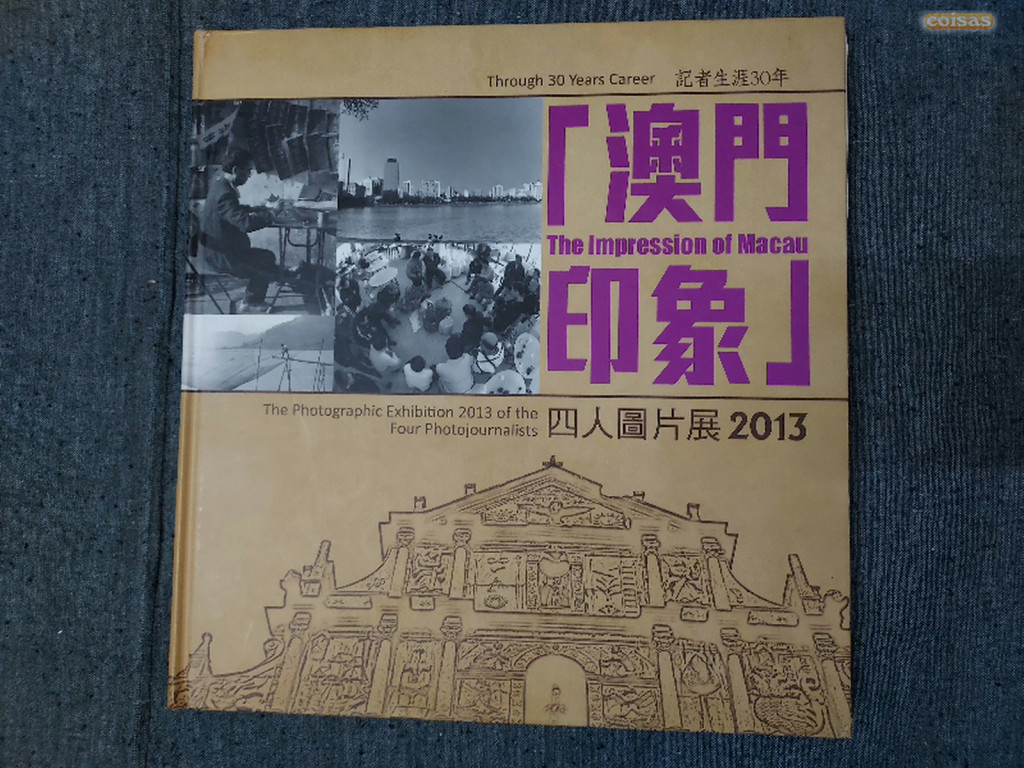 coisas
Through 30 Years Career 記者生涯30年
「澳門
The Impression of Macau
印象」
The Photographic Exhibition 2013 of the
Four Photojournalists
四人圖片展 2013